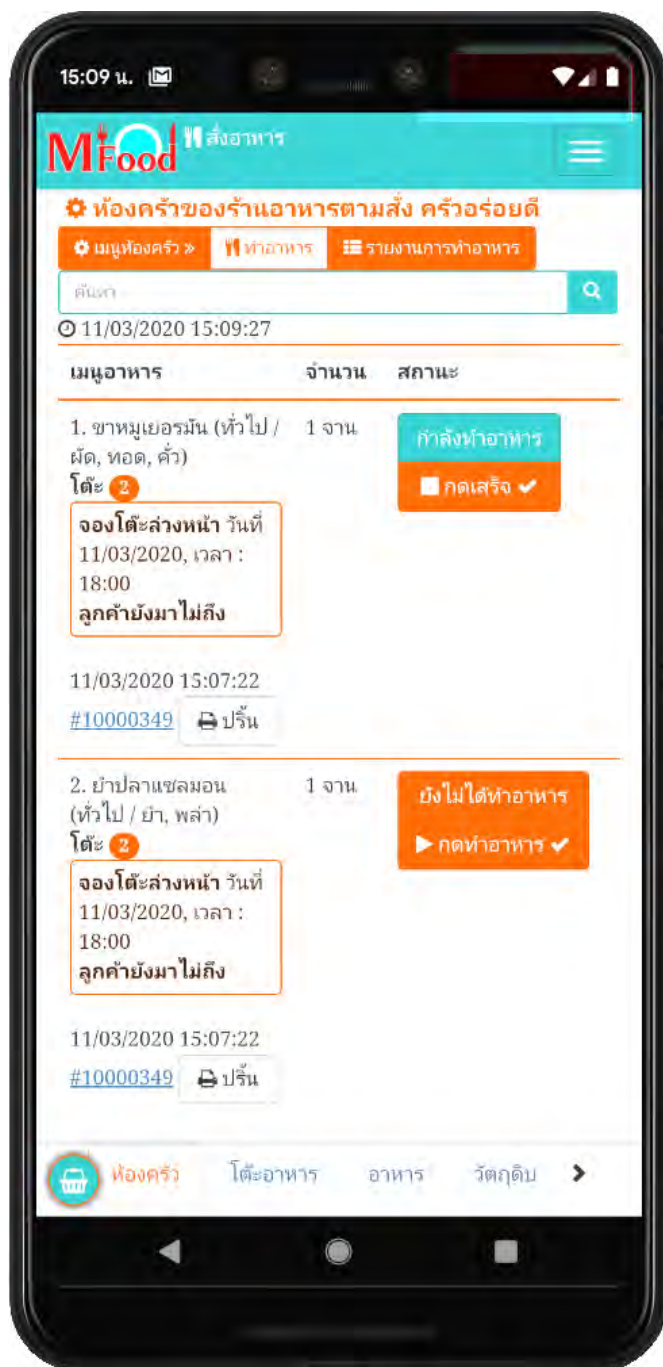 15:09 น.
MFood สั่งอาหาร
ห้องครัวของร้านอาหารตามสั่ง ครัวอร่อยดี
เมนูห้องครัว » ทำอาหาร รายงานการทำอาหาร
ค้นหา
11/03/2020 15:09:27
เมนูอาหาร จำนวน สถานะ
1. ขาหมูเยอรมัน (ทั่วไป / 1 จาน กำลังทำอาหาร
ผัด, ทอด, คั่ว)
โต๊ะ 2 กดเสร็จ
จองโต๊ะล่วงหน้า วันที่
11/03/2020, เวลา :
18:00
ลูกค้ายังมาไม่ถึง
11/03/2020 15:07:22
#10000349 ปริ้น
2. ยำปลาแซลมอน 1 จาน ยังไม่ได้ทำอาหาร
(ทั่วไป / ยำ, พล่า)
โต๊ะ 2 กดทำอาหาร
จองโต๊ะล่วงหน้า วันที่
11/03/2020, เวลา :
18:00
ลูกค้ายังมาไม่ถึง
11/03/2020 15:07:22
#10000349 ปริ้น
ห้องครัว โต๊ะอาหาร อาหาร วัตถุดิบ